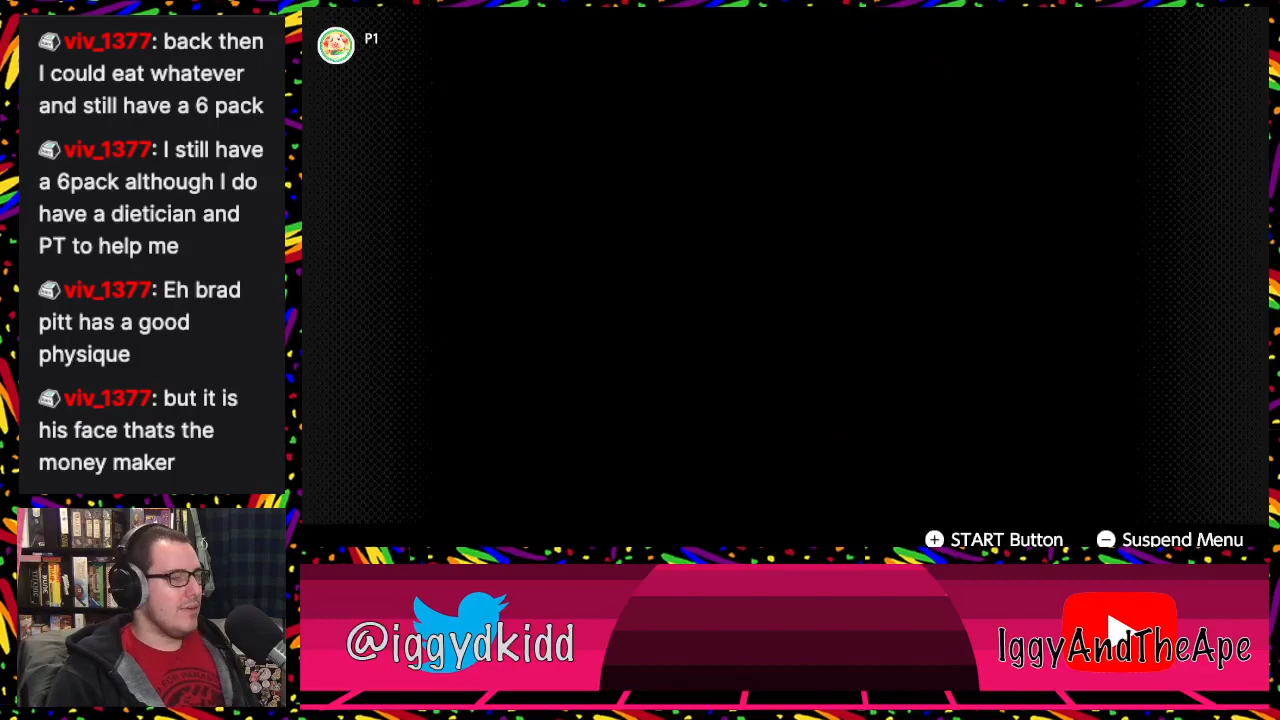 viv_1377: back then
I could eat whatever
and still have a 6 pack
viv_1377: I still have
a 6pack although I do
have a dietician and
PT to help me
viv_1377: Eh brad
pitt has a good
physique
viv_1377: but it is
his face thats the
money maker
P1
START Button
Suspend Menu
@iggydkidd
IggyAndTheApe